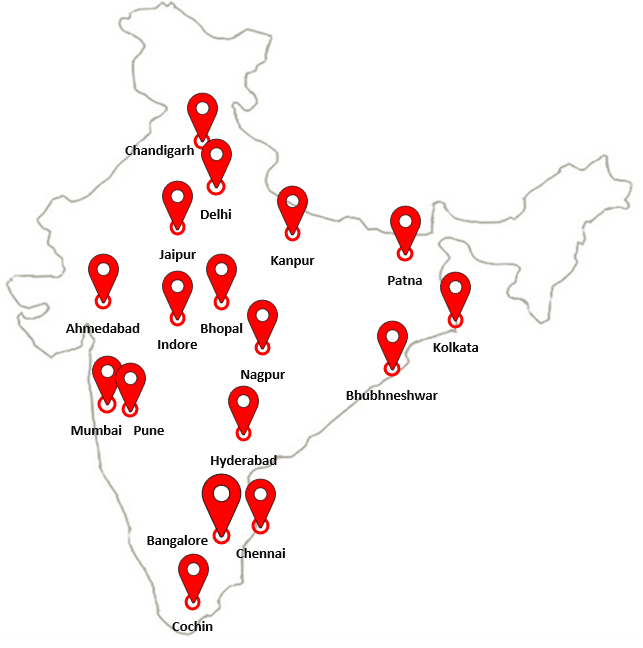 Chandigarh
Delhi
Jaipur
Kanpur
Patna
Ahmedabad
Indore
Bhopal
Kolkata
Nagpur
Bhubhneshwar
Mumbai
Pune
Hyderabad
Bangalore
Chennai
Cochin